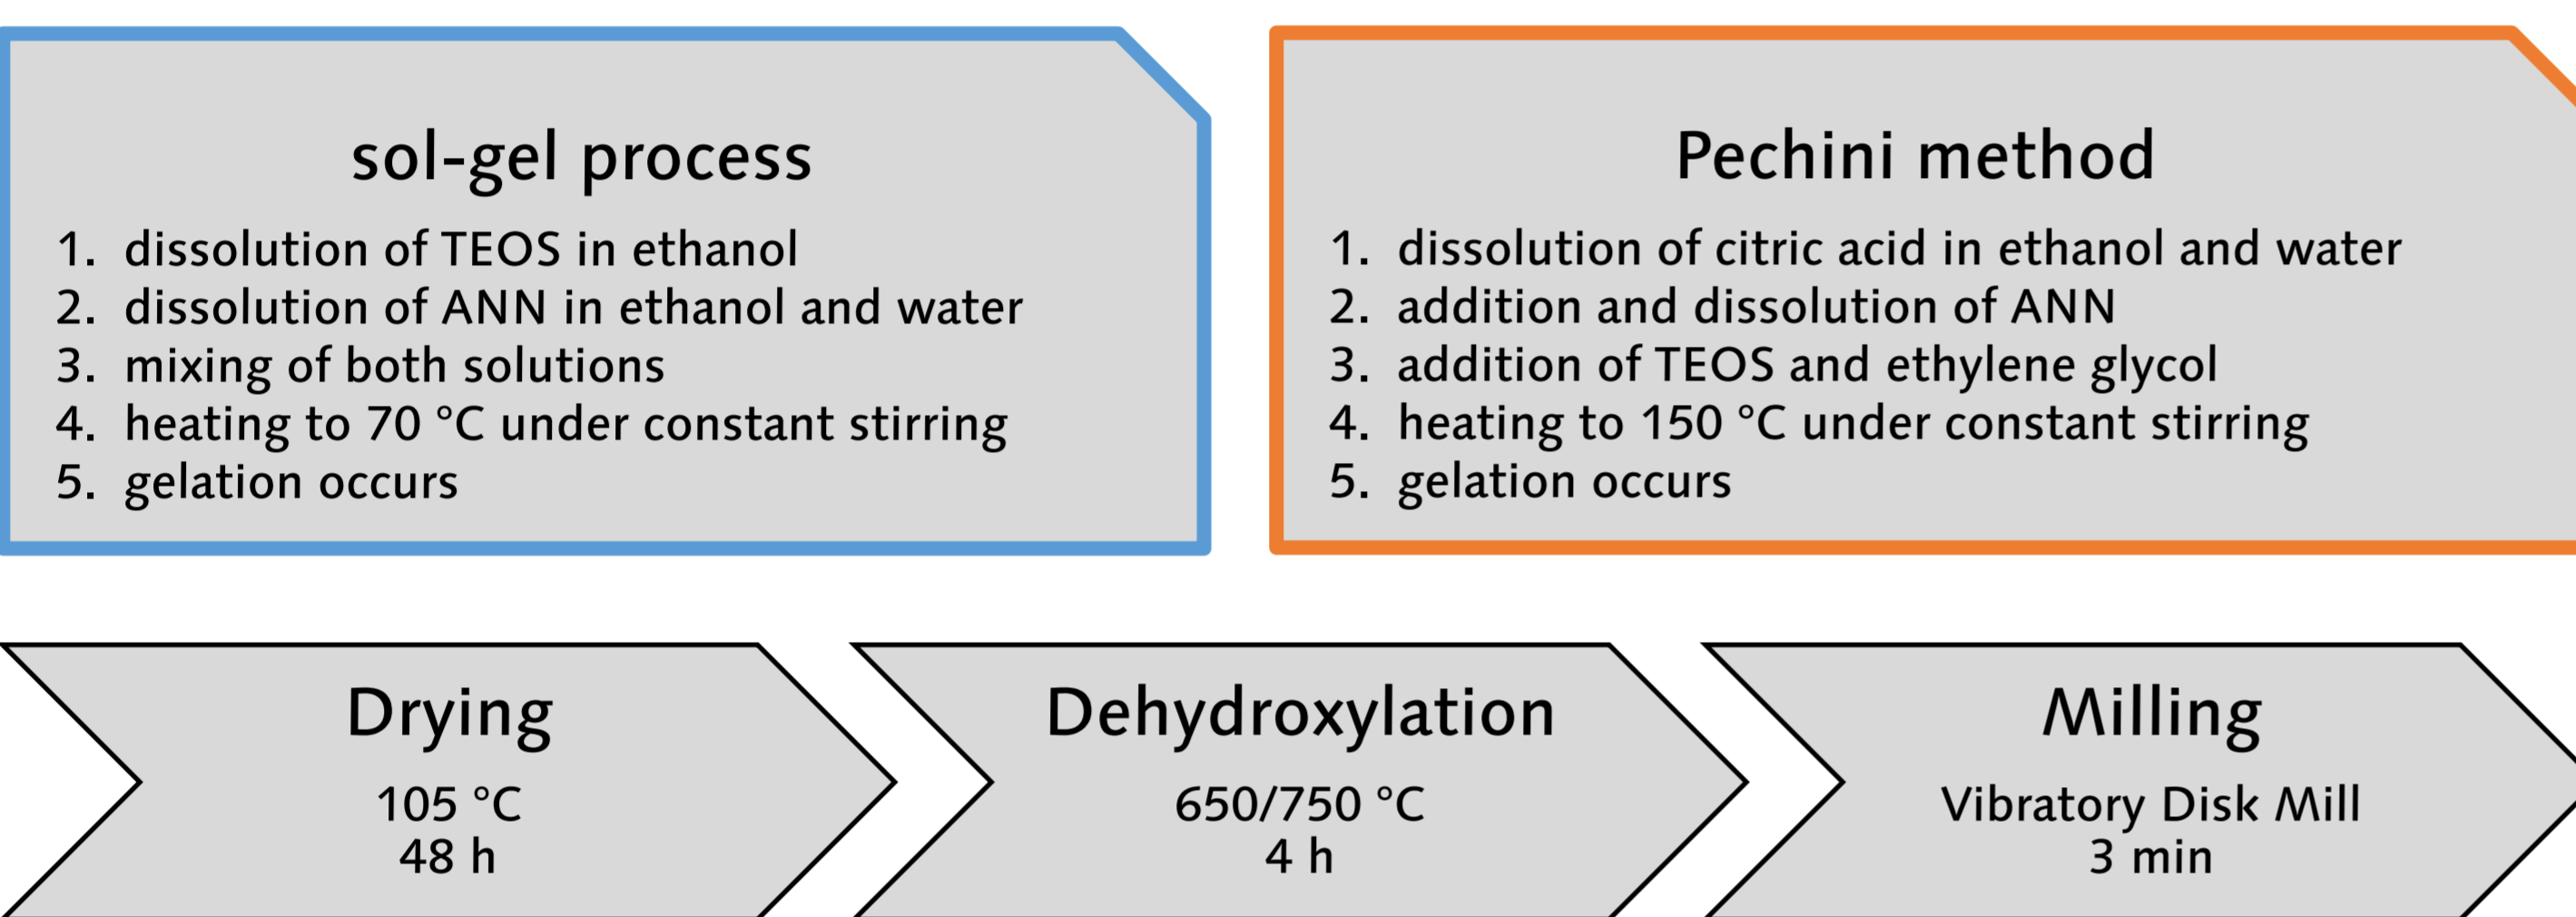 sol-gel process
1. dissolution of TEOS in ethanol
2. dissolution of ANN in ethanol and water
3. mixing of both solutions
4. heating to 70 °C under constant stirring
5. gelation occurs
Pechini method
1. dissolution of citric acid in ethanol and water
2. addition and dissolution of ANN
3. addition of TEOS and ethylene glycol
4. heating to 150 °C under constant stirring
5. gelation occurs
Drying
105 °C
48 h
Dehydroxylation
650/750 °C
4 h
Milling
Vibratory Disk Mill
3 min